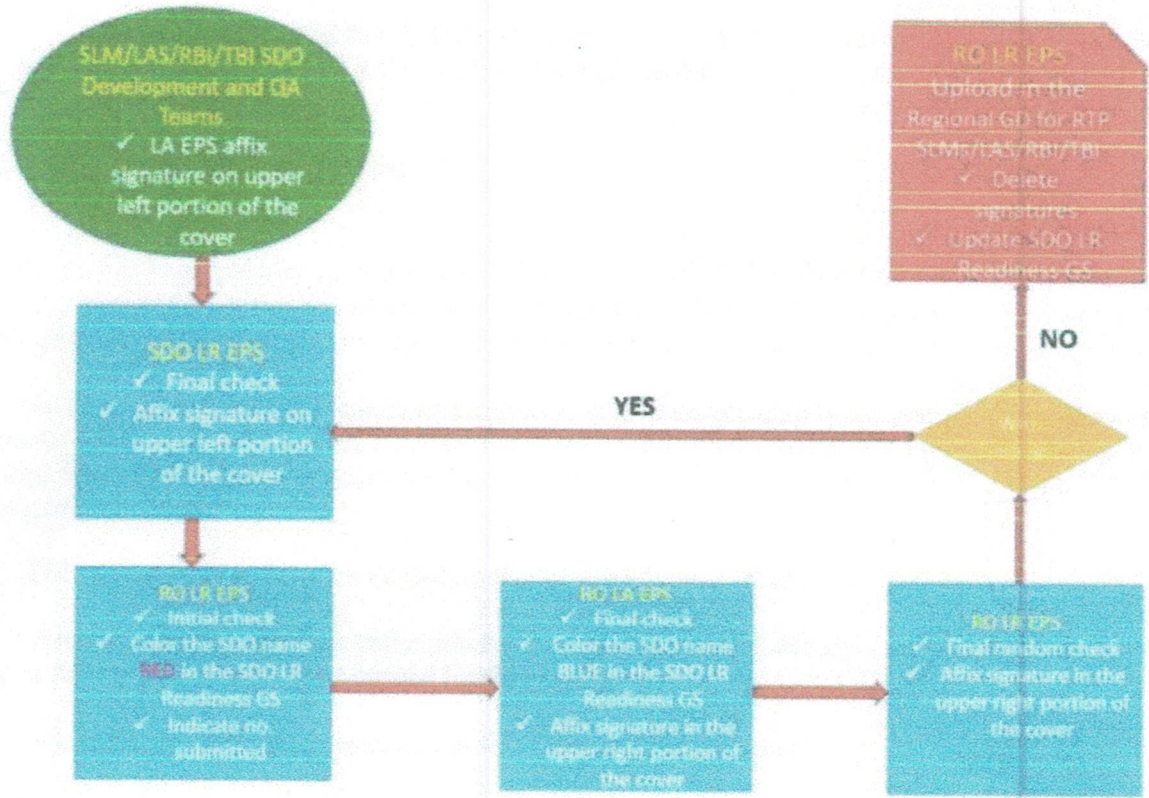 SLM/LAS/RBI/TBI SDO
Development and QA
Teams
✓ LA EPS affix
signature on upper
left portion of the
cover
SDO LR EPS
✓ Final check
✓ Affix signature on
upper left portion
of the cover
RO LR EPS
✓ Initial check
✓ Color the SDO name
RED in the SDO LR
Readiness GS
✓ Indicate no.
submitted
RO LA EPS
✓ Final check
✓ Color the SDO name
BLUE in the SDO LR
Readiness GS
✓ Affix signature in the
upper right portion of
the cover
RO LR EPS
✓ Final random check
✓ Affix signature in the
upper right portion of
the cover
YES
NO
RO LR EPS
Upload in the
Regional GD for RTP
SLMs/LAS/RBI/TBI
✓ Delete
signatures
✓ Update SDO LR
Readiness GS